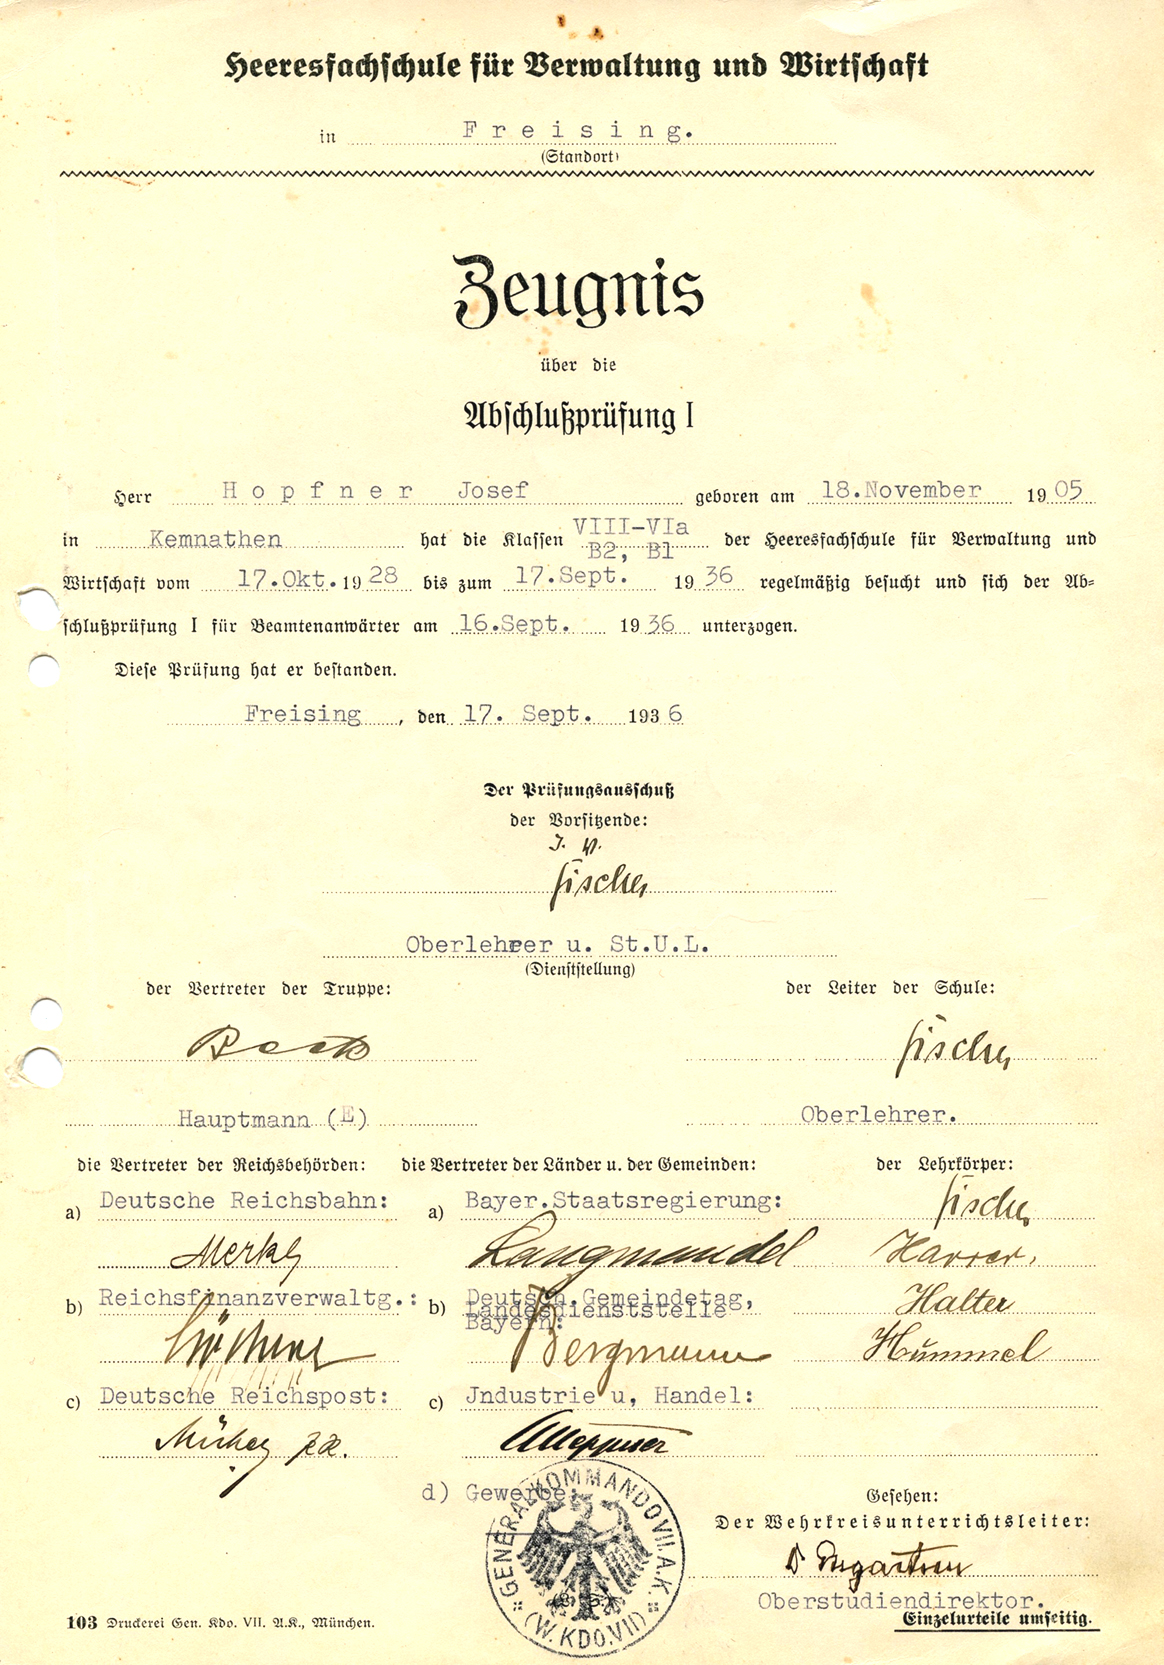 Heeresfachschule für Verwaltung und Wirtschaft
in Freising.
(Standort)
Zeugnis
über die
Abschlußprüfung I
Herr Hopfner Josef geboren am 18.November 1905
in Kemnathen hat die Klassen VIII-VIa B2, B1 der Heeresfachschule für Verwaltung und
Wirtschaft vom 17.Okt. 1928 bis zum 17.Sept. 1936 regelmäßig besucht und sich der Ab=
schlußprüfung I für Beamtenanwärter am 16.Sept. 1936 unterzogen.
Diese Prüfung hat er bestanden.
Freising, den 17. Sept. 1936
Der Prüfungsausschuß
der Vorsitzende:
J. V.
Fischer
Oberlehrer u. St.U.L.
(Dienststellung)
der Vertreter der Truppe: der Leiter der Schule:
Fischer
Hauptmann (E) Oberlehrer.
die Vertreter der Reichsbehörden: die Vertreter der Länder u. der Gemeinden: der Lehrkörper:
a) Deutsche Reichsbahn: a) Bayer.Staatsregierung: Fischer
Merkl Langmandel Harrer,
b) Reichsfinanzverwaltg.: b) Deutsch.Gemeindetag, Halter
Landesdienststelle
Bayern:
Bergmann Hummel
c) Deutsche Reichspost: c) Jndustrie u, Handel:
d) Gewerbe:
GENERALKOMMANDO VII. A.K.
(W.KDO.VII)
Gesehen:
Der Wehrkreisunterrichtsleiter:
Oberstudiendirektor.
103 Druckerei Gen. Kdo. VII. A.K., München.
Einzelurteile umseitig.